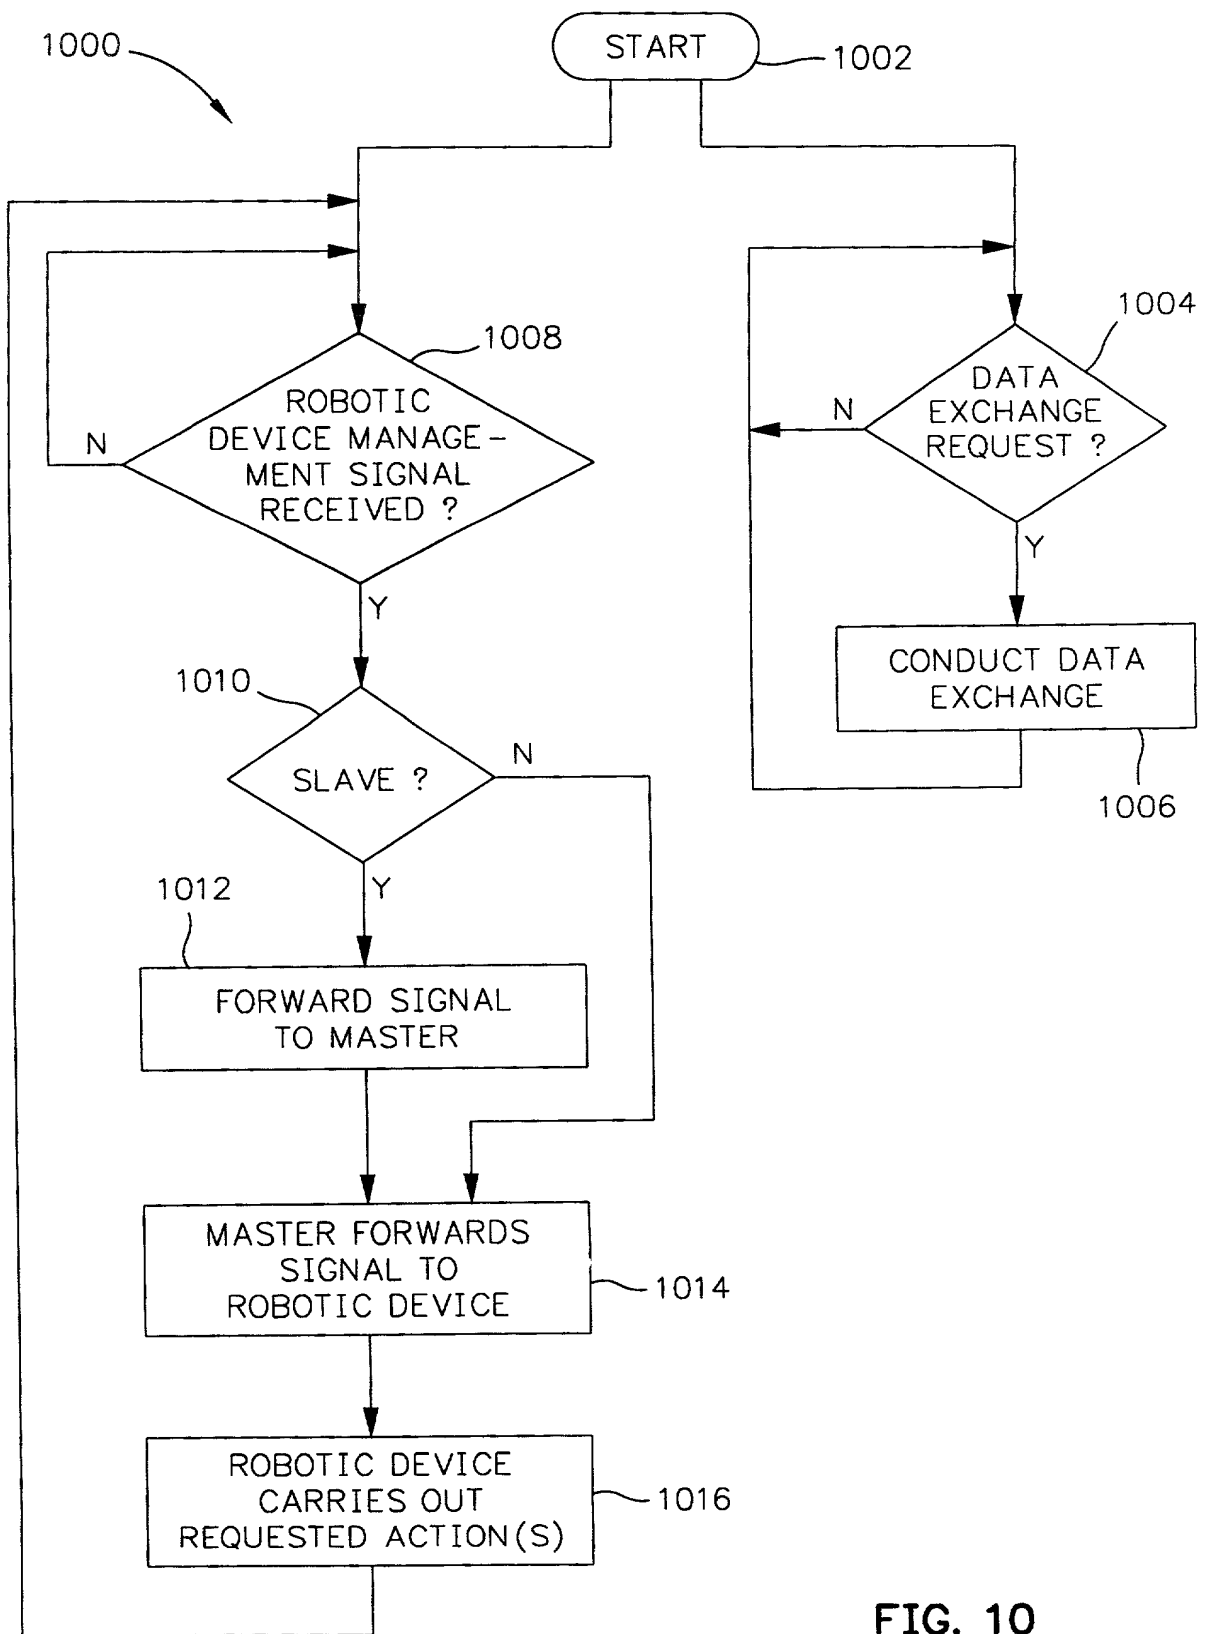 1000
START
1002
1008
ROBOTIC
DEVICE MANAGE-
MENT SIGNAL
RECEIVED ?
N
Y
1004
DATA
EXCHANGE
REQUEST ?
N
Y
CONDUCT DATA
EXCHANGE
1006
1010
SLAVE ?
N
Y
1012
FORWARD SIGNAL
TO MASTER
MASTER FORWARDS
SIGNAL TO
ROBOTIC DEVICE
1014
ROBOTIC DEVICE
CARRIES OUT
REQUESTED ACTION(S)
1016
FIG. 10